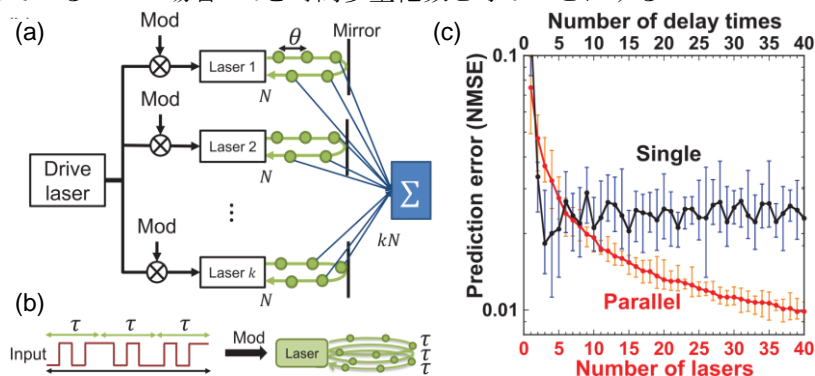 (a)
Mod
Laser 1
θ
Mirror
N
Mod
Laser 2
N
Drive
laser
Σ
⋮
Mod
kN
Laser k
N
(b)
τ τ τ
Input
Mod
Laser
τ
τ
τ
(c)
Number of delay times
0 5 10 15 20 25 30 35 40
0.1
Prediction error (NMSE)
Single
Parallel
0.01
0 5 10 15 20 25 30 35 40
Number of lasers